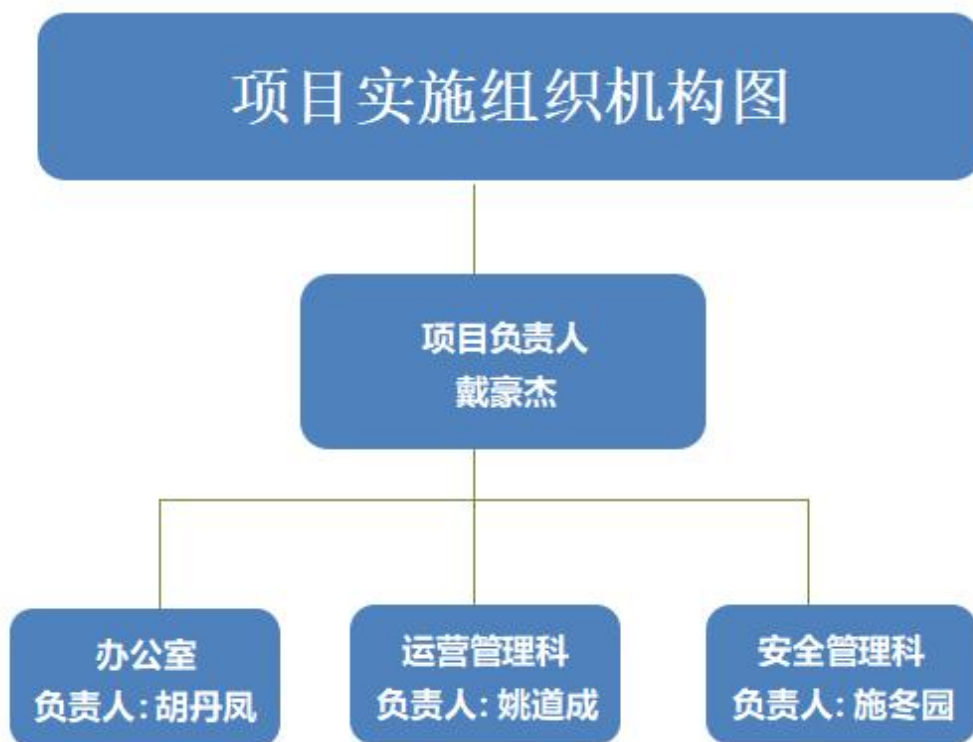 项目实施组织机构图
项目负责人
戴豪杰
办公室
负责人：胡丹凤
运营管理科
负责人：姚道成
安全管理科
负责人：施冬园